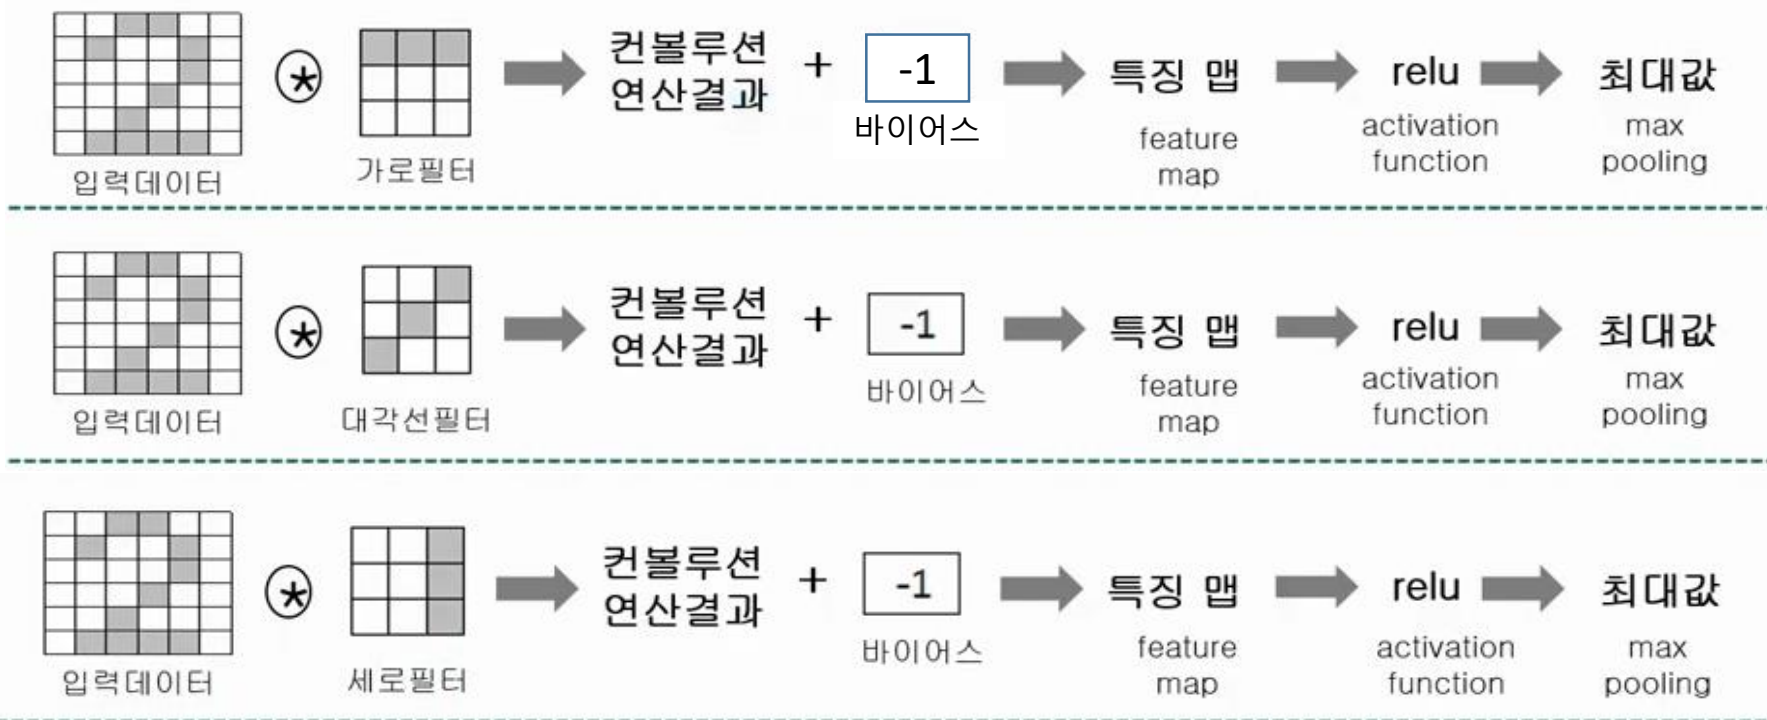 컨볼루션
연산결과
+
-1
바이어스
특징 맵
feature
map
relu
activation
function
최대값
max
pooling
입력데이터
가로필터
컨볼루션
연산결과
+
-1
바이어스
특징 맵
feature
map
relu
activation
function
최대값
max
pooling
입력데이터
대각선필터
컨볼루션
연산결과
+
-1
바이어스
특징 맵
feature
map
relu
activation
function
최대값
max
pooling
입력데이터
세로필터